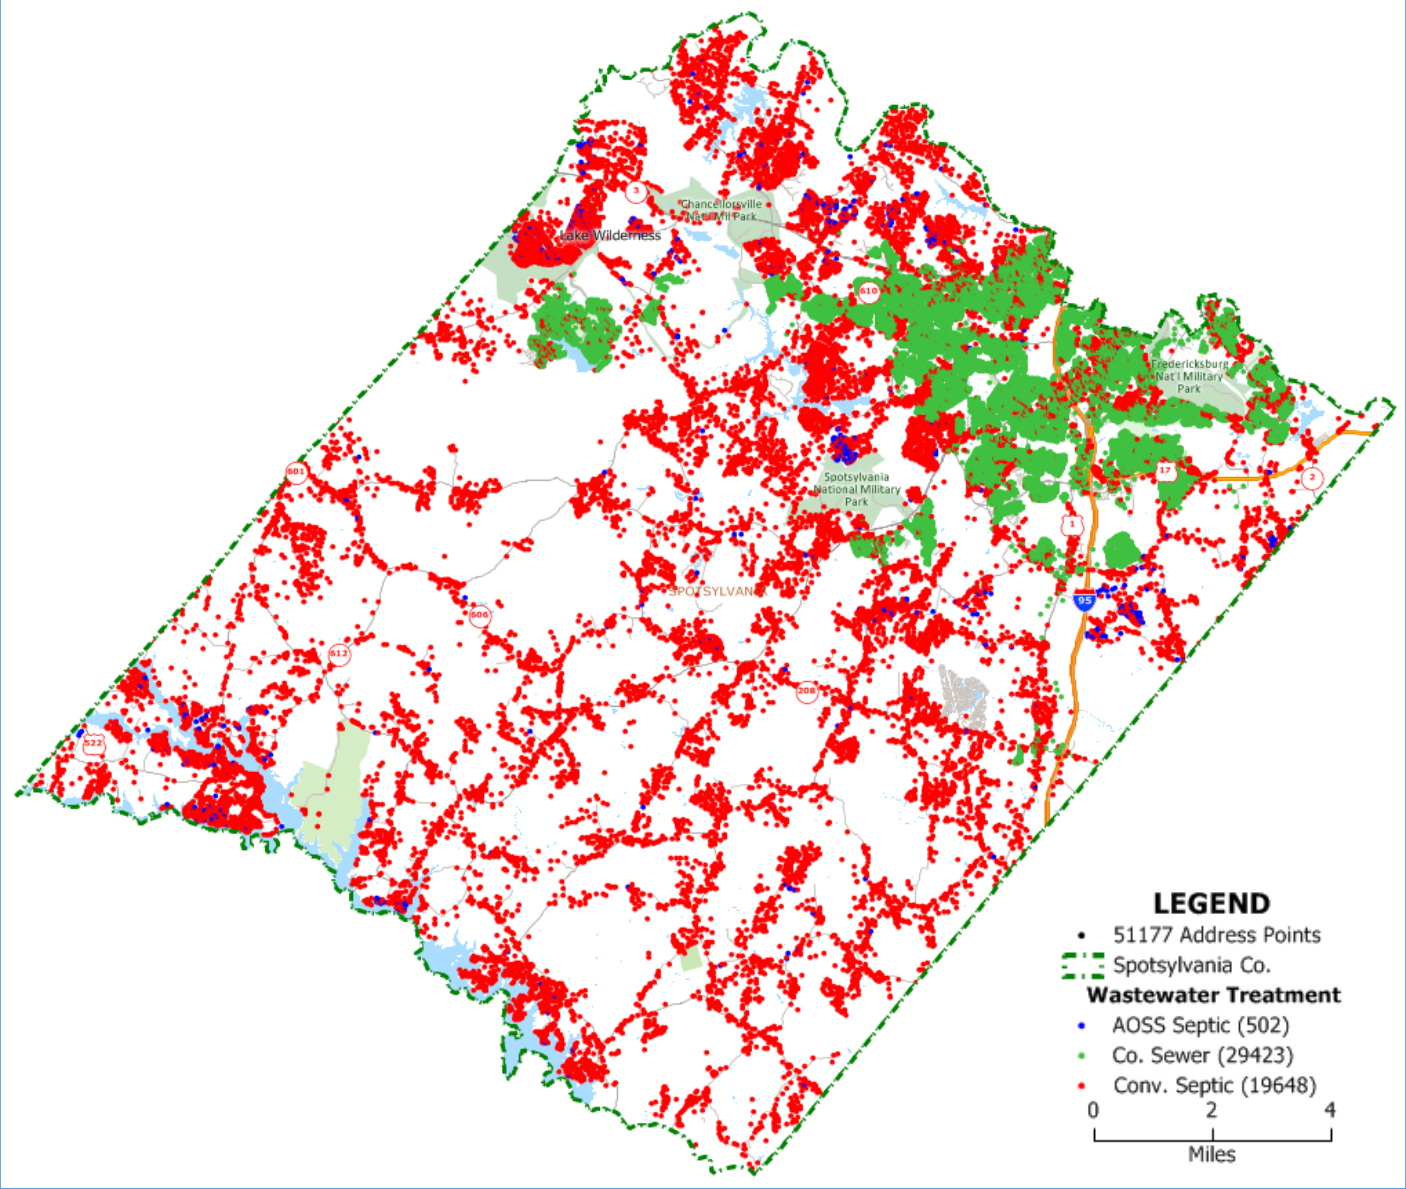 3
Chancellorsville
Nat'l Mil Park
Lake Wilderness
610
Fredericksburg
Nat'l Military
Park
601
17
2
Spotsylvania
National Military
Park
1
SPOTSYLVANIA
95
606
612
208
522
LEGEND
51177 Address Points
Spotsylvania Co.
Wastewater Treatment
AOSS Septic (502)
Co. Sewer (29423)
Conv. Septic (19648)
0 2 4
Miles